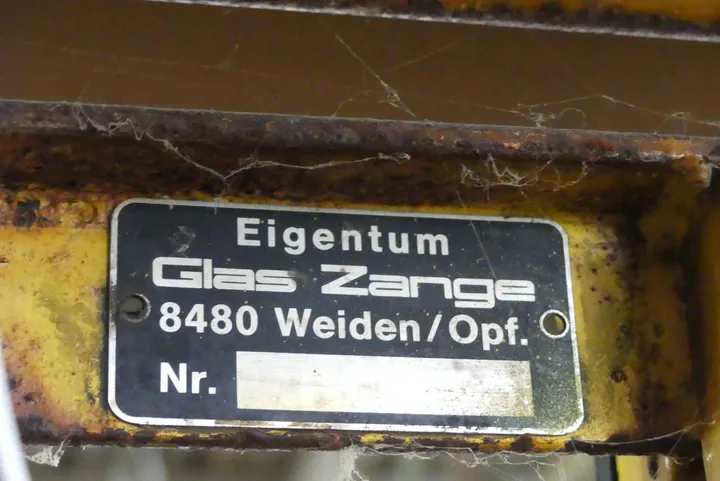 Eigentum
Glas Zange
8480 Weiden/Opf.
Nr.